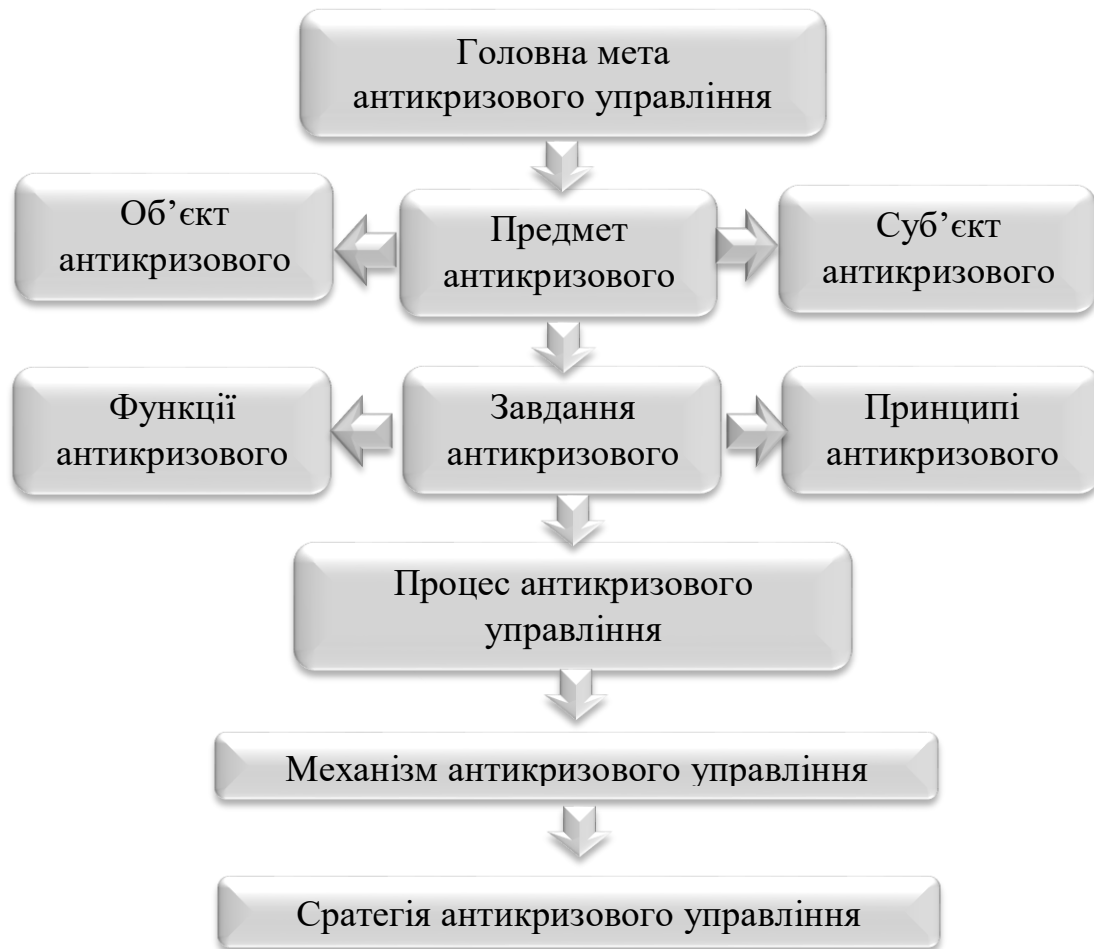 Головна мета
антикризового управління
Об’єкт
антикризового
Предмет
антикризового
Суб’єкт
антикризового
Функції
антикризового
Завдання
антикризового
Принципі
антикризового
Процес антикризового
управління
Механізм антикризового управління
Сратегія антикризового управління